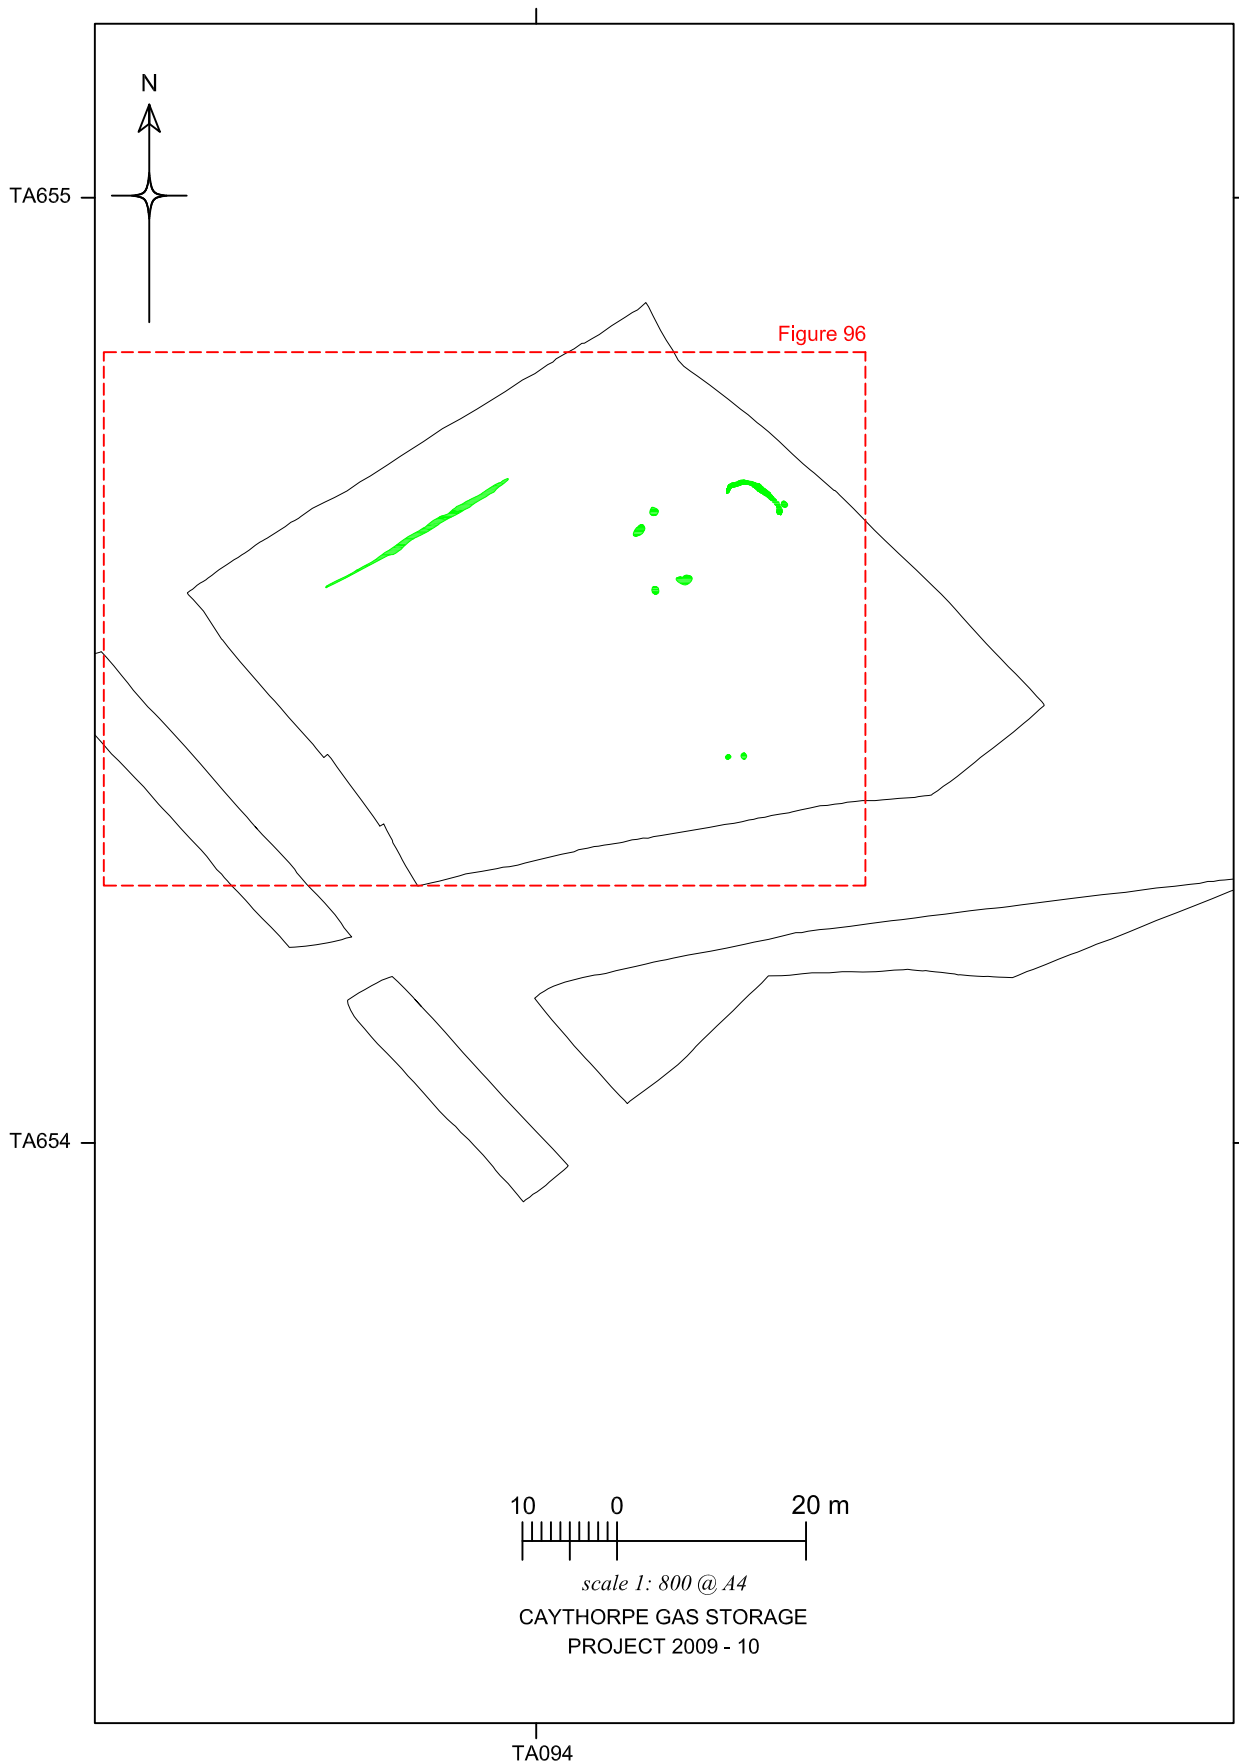 N
TA655
Figure 96
TA654
10 0 20 m
scale 1: 800 @ A4
CAYTHORPE GAS STORAGE
PROJECT 2009 - 10
TA094